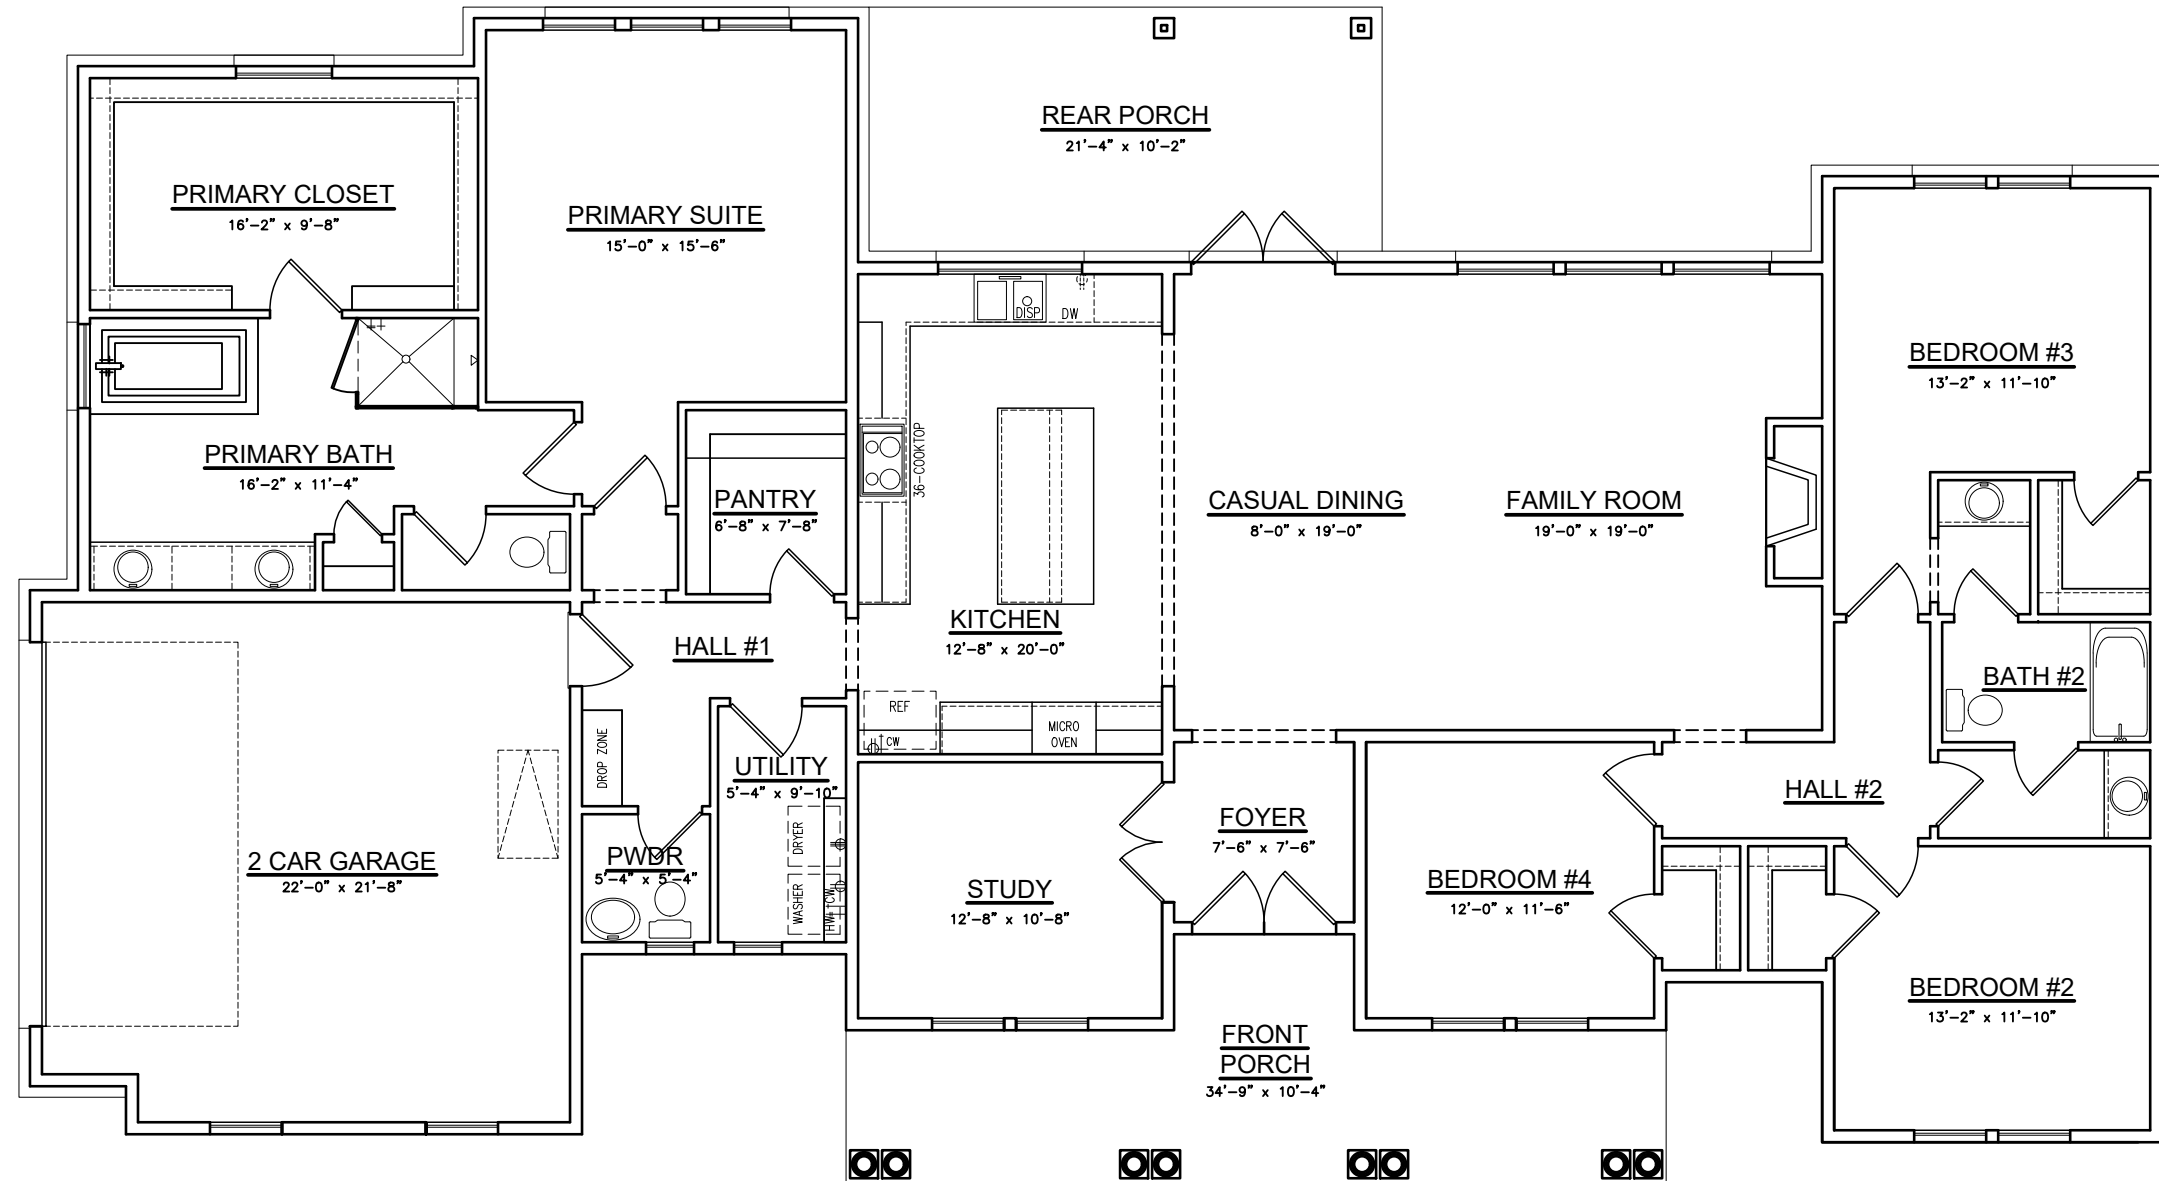 REAR PORCH
21'-4" x 10'-2"
PRIMARY CLOSET
16'-2" x 9'-8"
PRIMARY SUITE
15'-0" x 15'-6"
DISP
DW
BEDROOM #3
13'-2" x 11'-10"
PRIMARY BATH
16'-2" x 11'-4"
PANTRY
6'-8" x 7'-8"
36-COOKTOP
CASUAL DINING
8'-0" x 19'-0"
FAMILY ROOM
19'-0" x 19'-0"
KITCHEN
12'-8" x 20'-0"
HALL #1
BATH #2
REF
CW
MICRO
OVEN
DROP ZONE
UTILITY
5'-4" x 9'-10"
HALL #2
FOYER
7'-6" x 7'-6"
DRYER
WASHER
HW
CW
PWDR
5'-4" x 5'-4"
2 CAR GARAGE
22'-0" x 21'-8"
STUDY
12'-8" x 10'-8"
BEDROOM #4
12'-0" x 11'-6"
BEDROOM #2
13'-2" x 11'-10"
FRONT
PORCH
34'-9" x 10'-4"